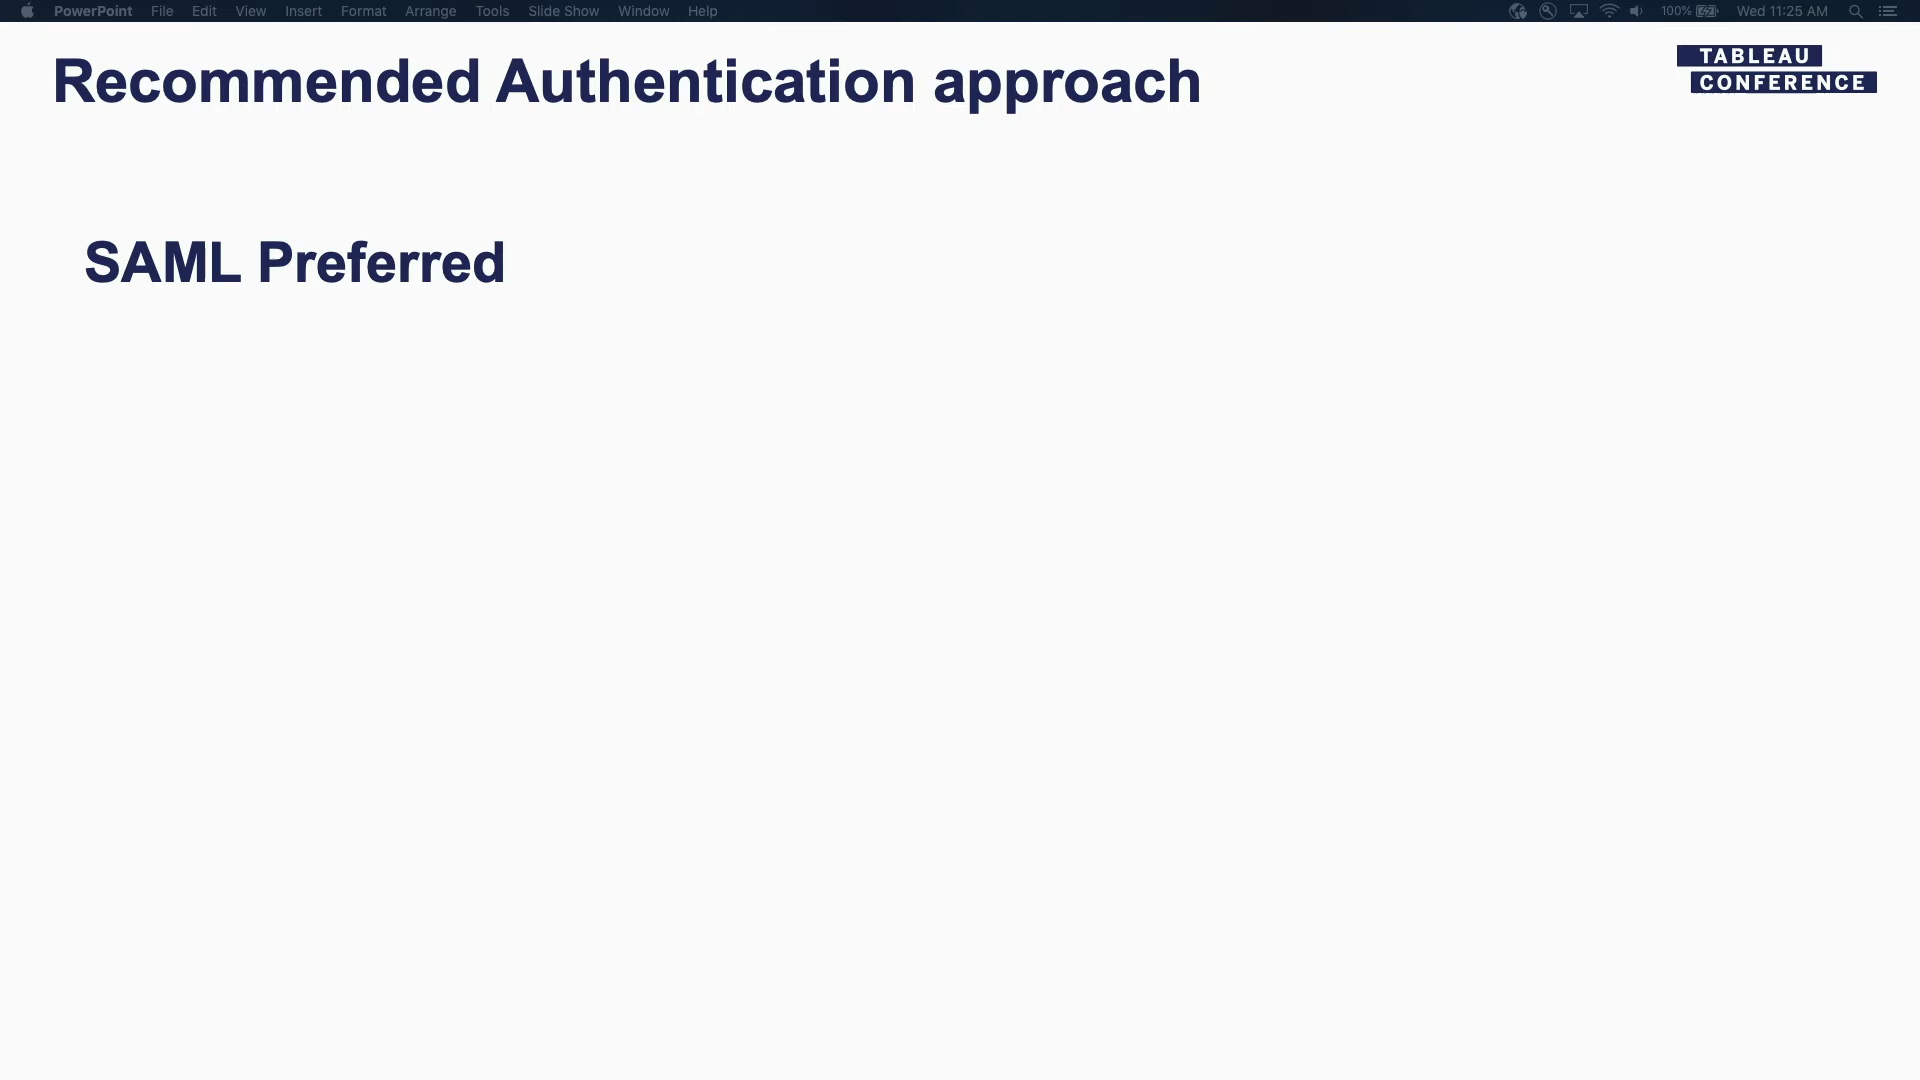 PowerPoint File Edit View Insert Format Arrange Tools Slide Show Window Help 100% Wed 11:25 AM
Recommended Authentication approach
TABLEAU
CONFERENCE
SAML Preferred